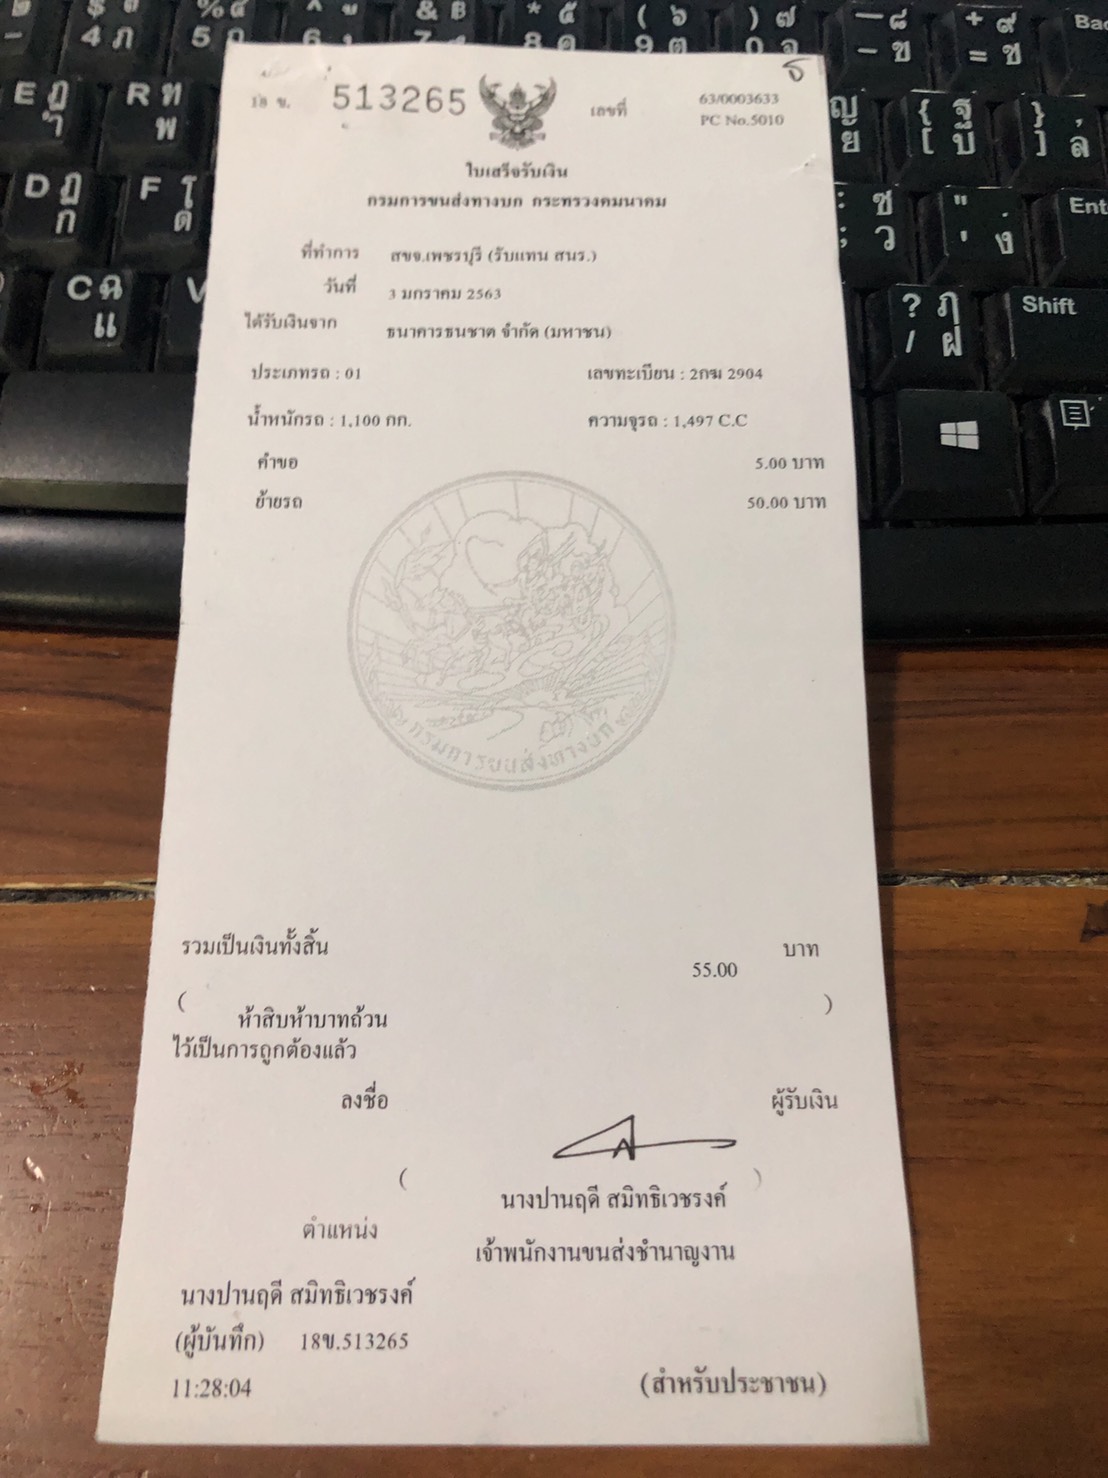 18 ข. 513265 เลขที่ 63/0003633
PC No.5010
ใบเสร็จรับเงิน
กรมการขนส่งทางบก กระทรวงคมนาคม
ที่ทำการ สขจ.เพชรบุรี (รับแทน สนร.)
วันที่ 3 มกราคม 2563
ได้รับเงินจาก ธนาคารธนชาต จำกัด (มหาชน)
ประเภทรถ : 01 เลขทะเบียน : 2กฆ 2904
น้ำหนักรถ : 1,100 กก. ความจุรถ : 1,497 C.C
คำขอ 5.00 บาท
ย้ายรถ 50.00 บาท
กรมการขนส่งทางบก
รวมเป็นเงินทั้งสิ้น 55.00 บาท
( ห้าสิบห้าบาทถ้วน )
ไว้เป็นการถูกต้องแล้ว
ลงชื่อ ผู้รับเงิน
( นางปานฤดี สมิทธิเวชรงค์ )
ตำแหน่ง เจ้าพนักงานขนส่งชำนาญงาน
นางปานฤดี สมิทธิเวชรงค์
(ผู้บันทึก) 18ข.513265
11:28:04 (สำหรับประชาชน)